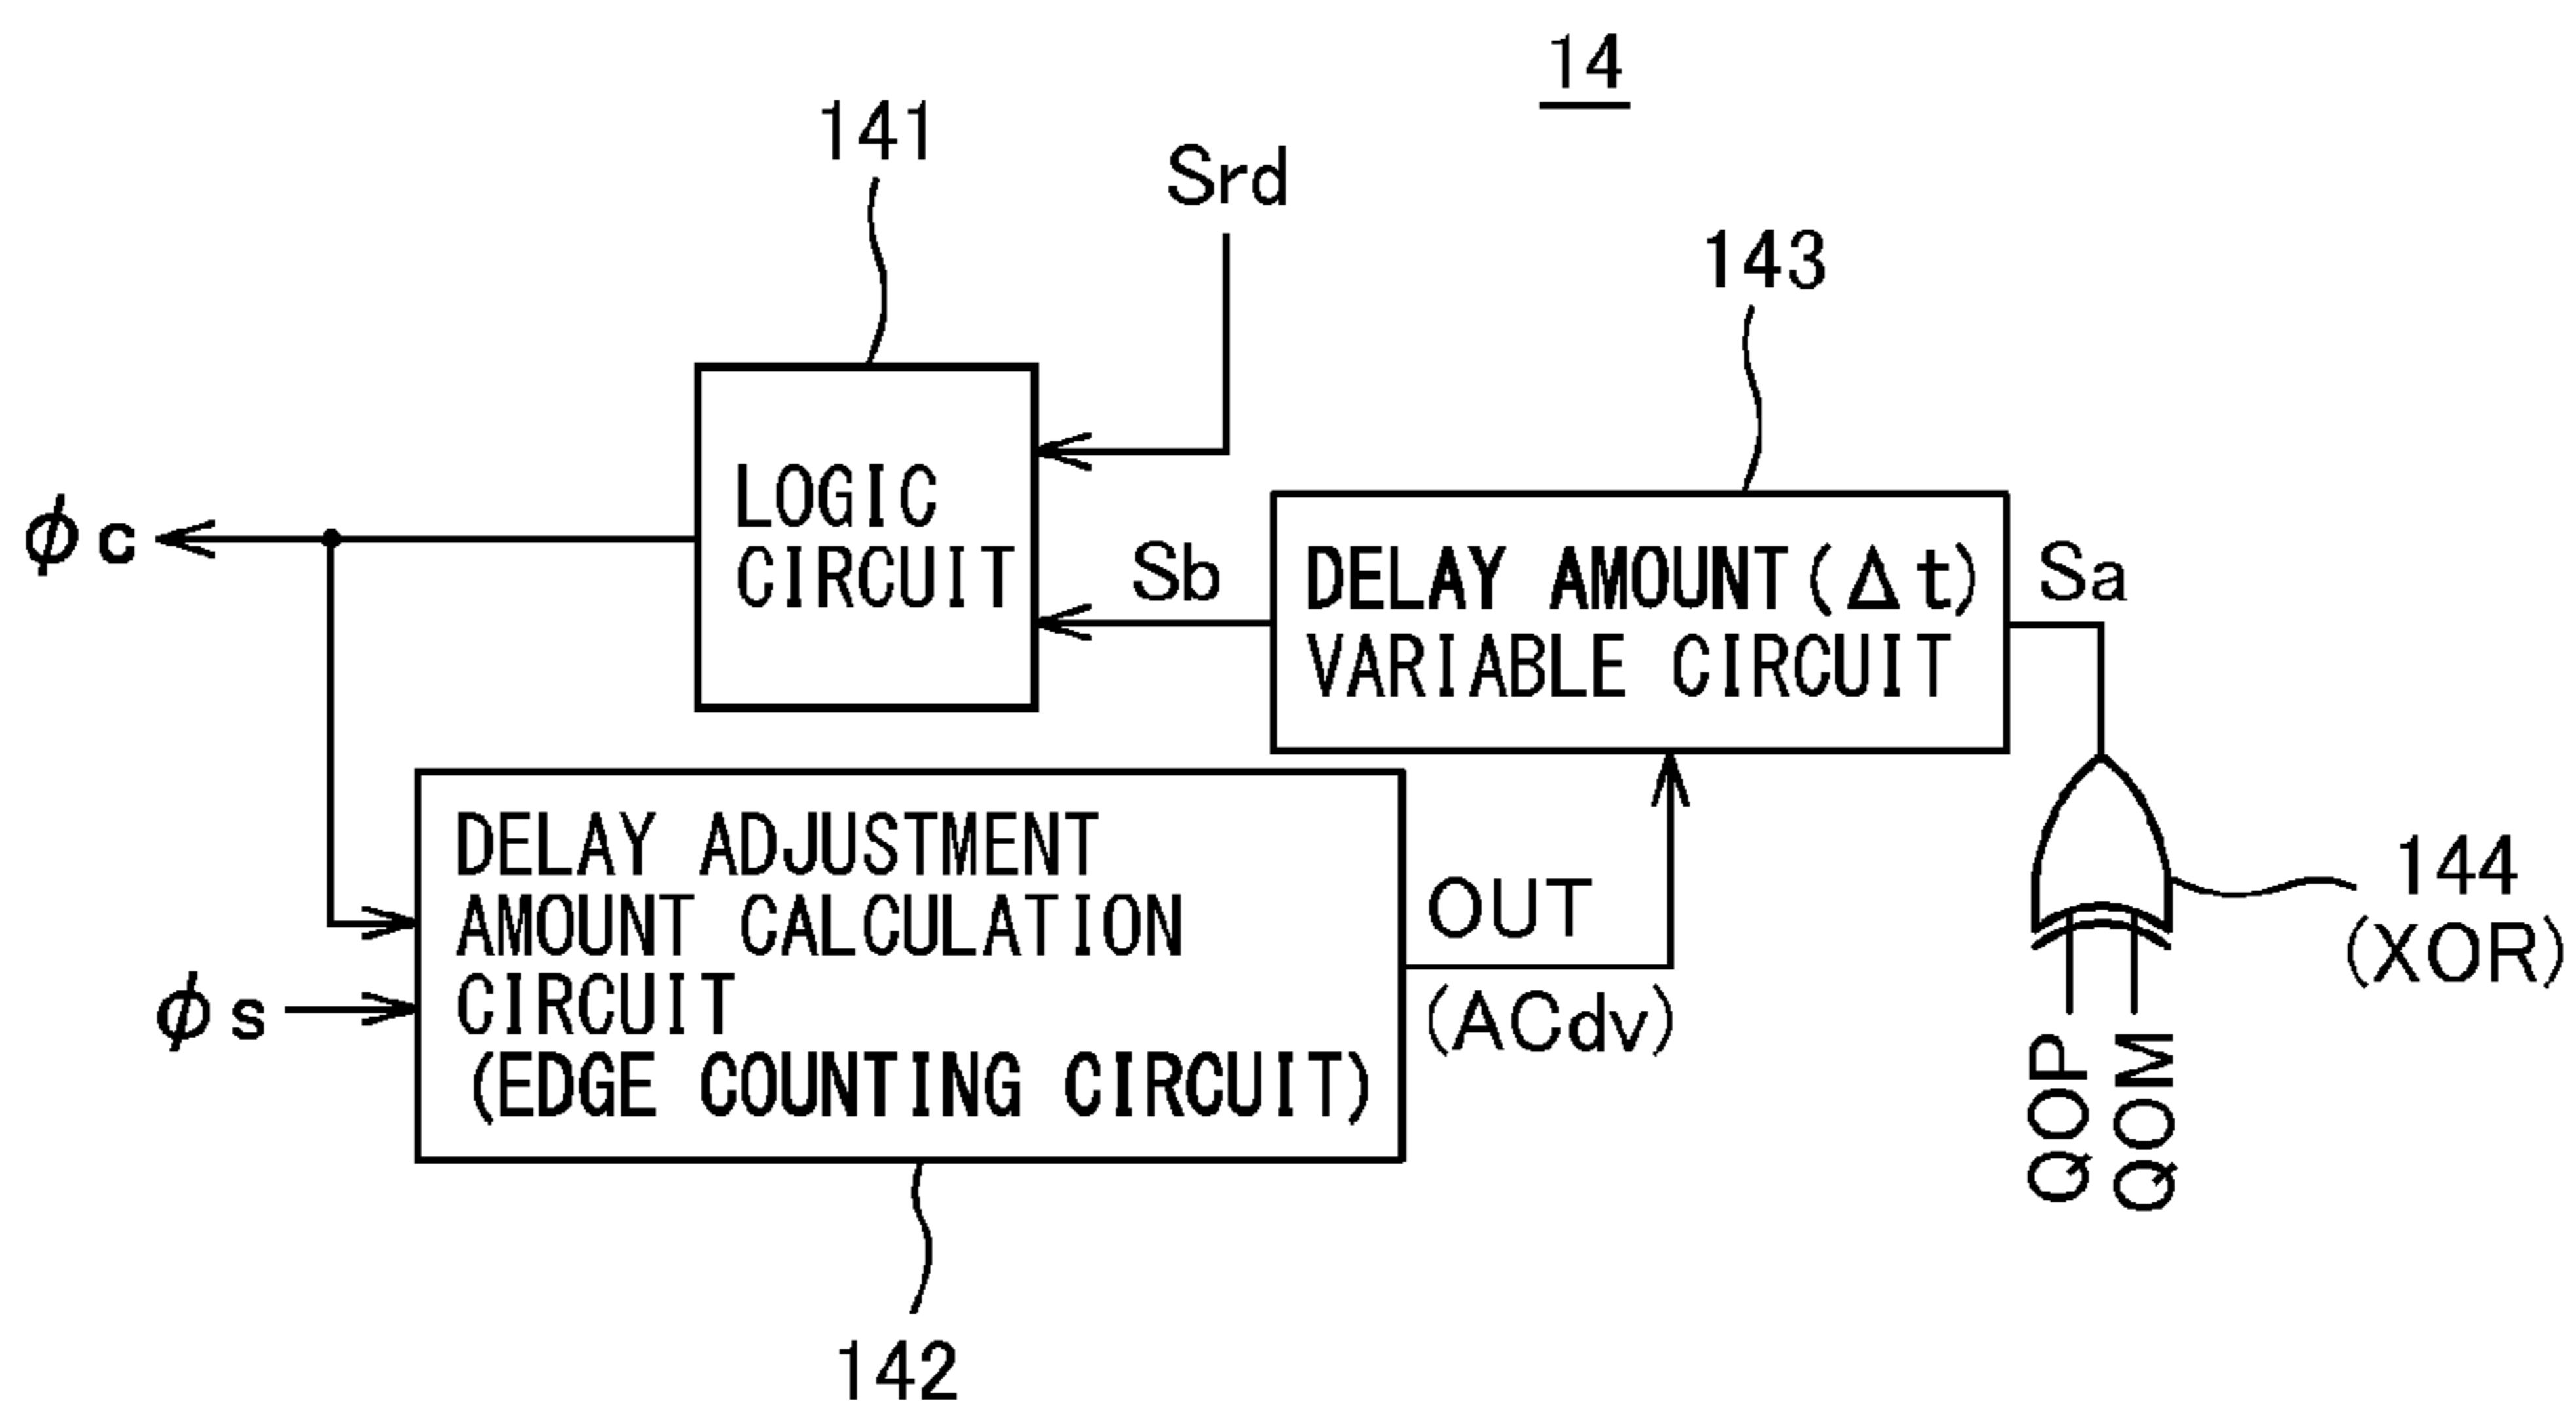 14
141
Srd
143
LOGIC
CIRCUIT
ϕc
Sb
DELAY AMOUNT(Δt)
VARIABLE CIRCUIT
Sa
DELAY ADJUSTMENT
AMOUNT CALCULATION
CIRCUIT
(EDGE COUNTING CIRCUIT)
ϕs
OUT
(ACdv)
144
(XOR)
QOP
QOM
142